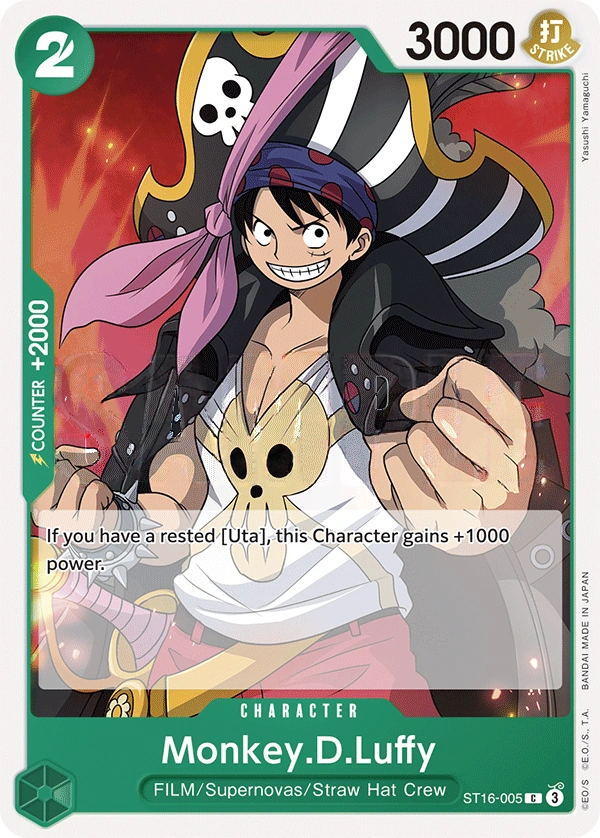 2
3000
打
STRIKE
Yasushi Yamaguchi
COUNTER +2000
SAMPLE
If you have a rested [Uta], this Character gains +1000
power.
CHARACTER
Monkey.D.Luffy
FILM/Supernovas/Straw Hat Crew
ST16-005 C 3
©E.O/S ©E.O./S., T.A. BANDAI MADE IN JAPAN